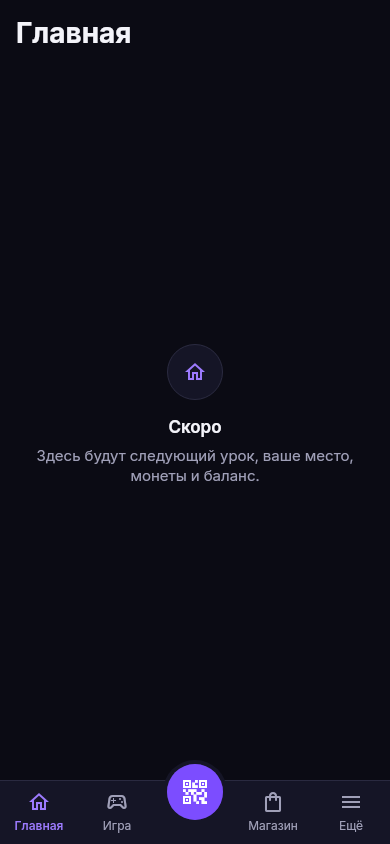 Главная
Скоро
Здесь будут следующий урок, ваше место,
монеты и баланс.
Главная
Игра
Магазин
Ещё